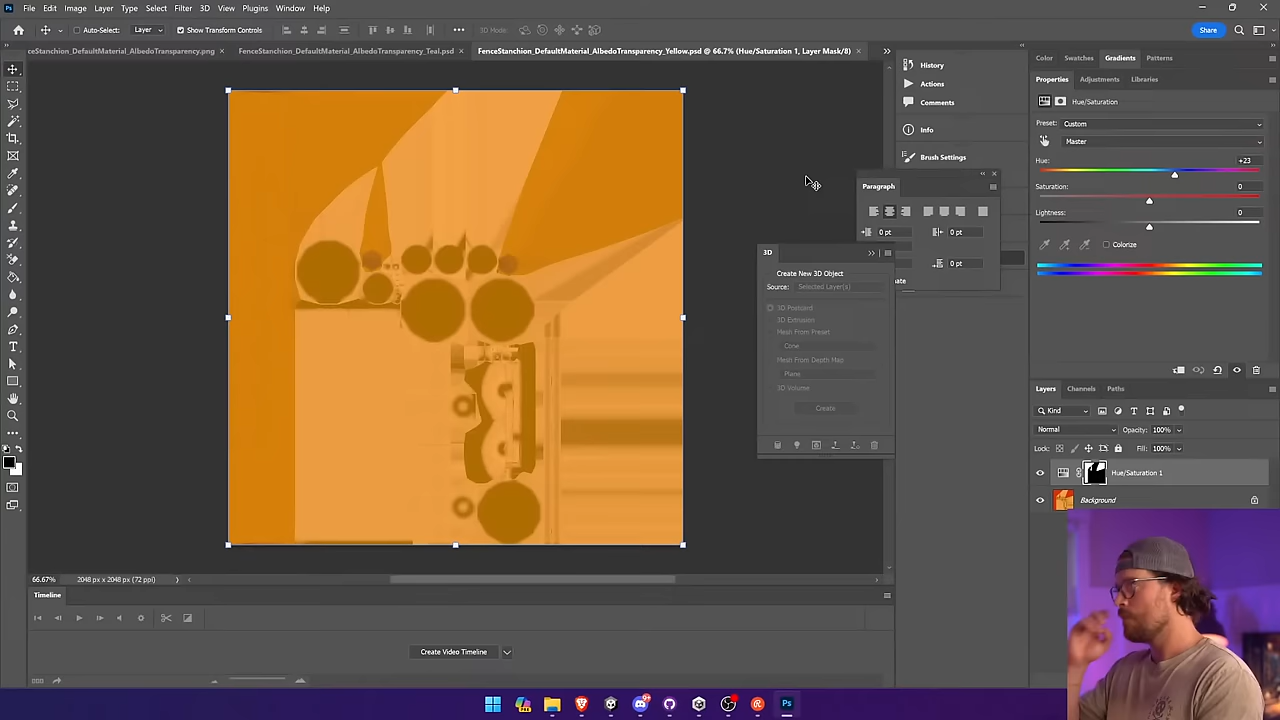 File Edit Image Layer Type Select Filter 3D View Plugins Window Help
Auto-Select: Layer Show Transform Controls 3D Mode: Share
ceStanchion_DefaultMaterial_AlbedoTransparency.png × FenceStanchion_DefaultMaterial_AlbedoTransparency_Teal.psd × FenceStanchion_DefaultMaterial_AlbedoTransparency_Yellow.psd @ 66.7% (Hue/Saturation 1, Layer Mask/8) ×
History
Actions
Comments
Info
Brush Settings
Paragraph
0 pt 0 pt
0 pt
ate
3D
Create New 3D Object
Source: Selected Layer(s)
3D Postcard
3D Extrusion
Mesh From Preset
Cone
Mesh From Depth Map
Plane
3D Volume
Create
Color Swatches Gradients Patterns
Properties Adjustments Libraries
Hue/Saturation
Preset: Custom
Master
Hue: +23
Saturation: 0
Lightness: 0
Colorize
Layers Channels Paths
Kind
Normal Opacity: 100%
Lock: Fill: 100%
Hue/Saturation 1
Background
66.67% 2048 px x 2048 px (72 ppi)
Timeline
Create Video Timeline
Ps